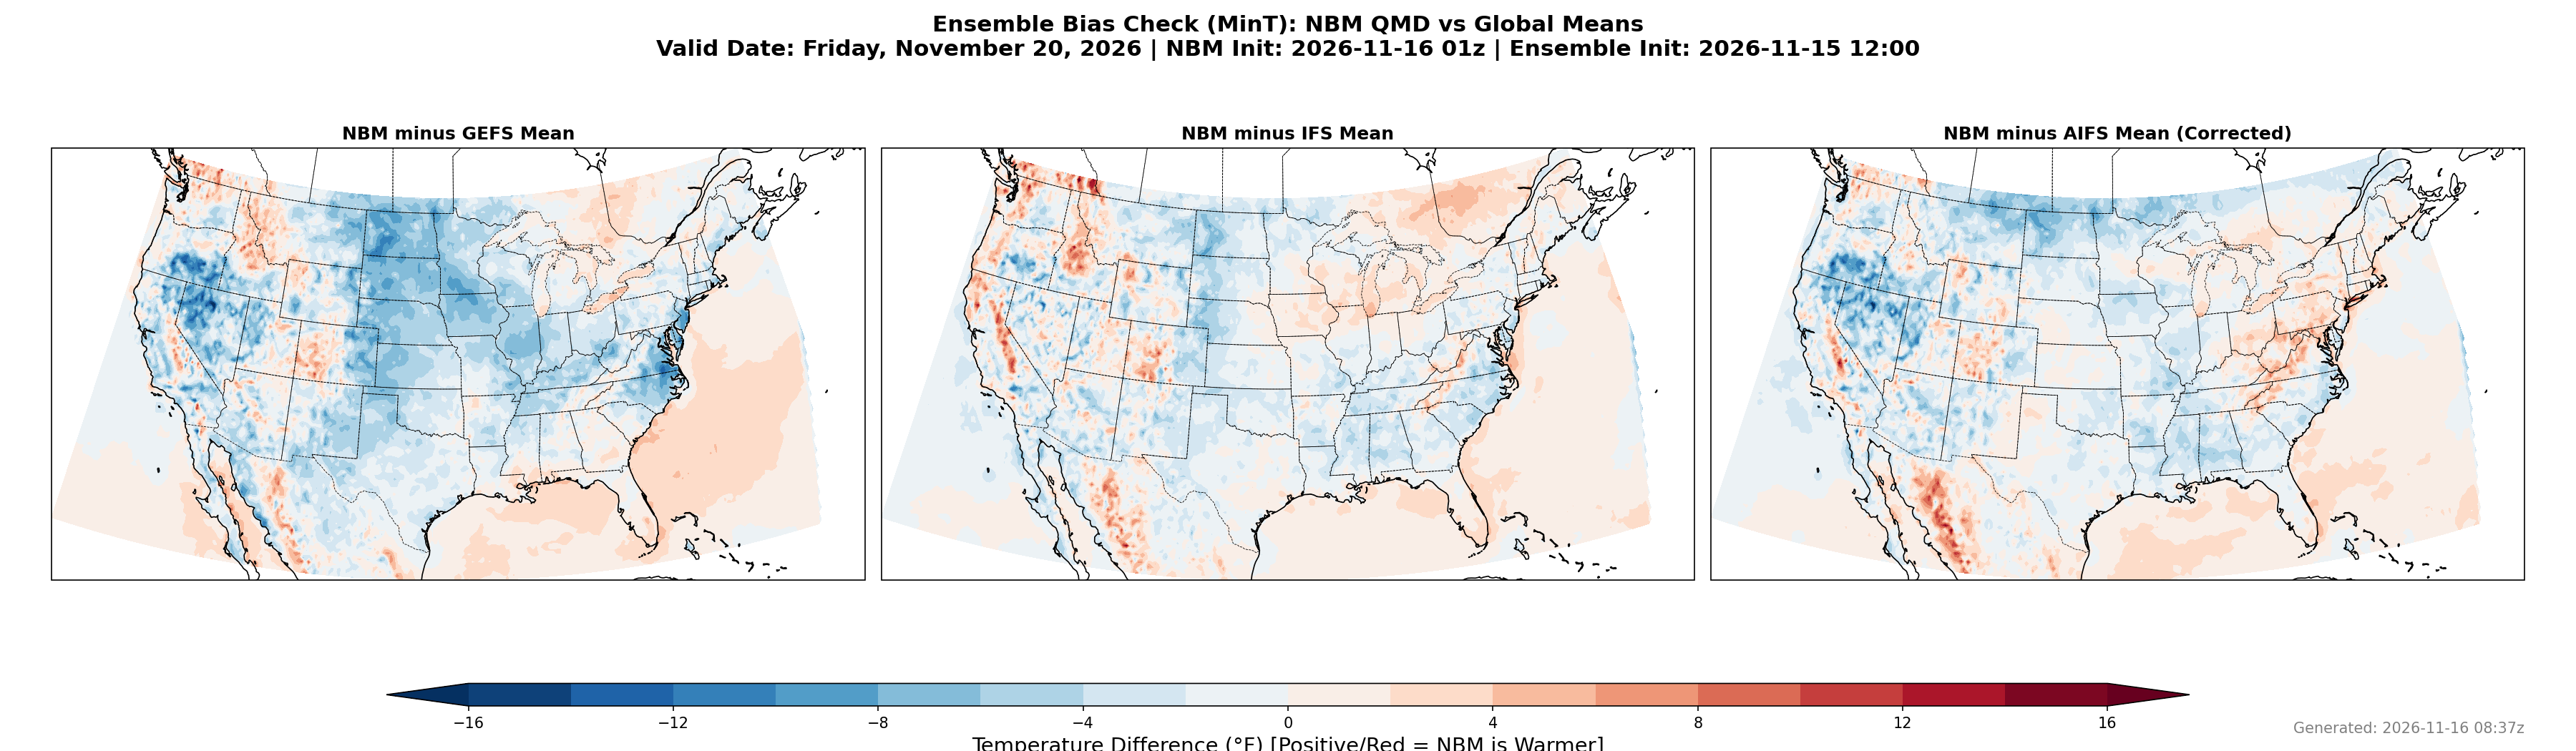 Ensemble Bias Check (MinT): NBM QMD vs Global Means
Valid Date: Friday, November 20, 2026 | NBM Init: 2026-11-16 01z | Ensemble Init: 2026-11-15 12:00
NBM minus GEFS Mean
NBM minus IFS Mean
NBM minus AIFS Mean (Corrected)
−16 −12 −8 −4 0 4 8 12 16
Generated: 2026-11-16 08:37z
Temperature Difference (°F) [Positive/Red = NBM is Warmer]